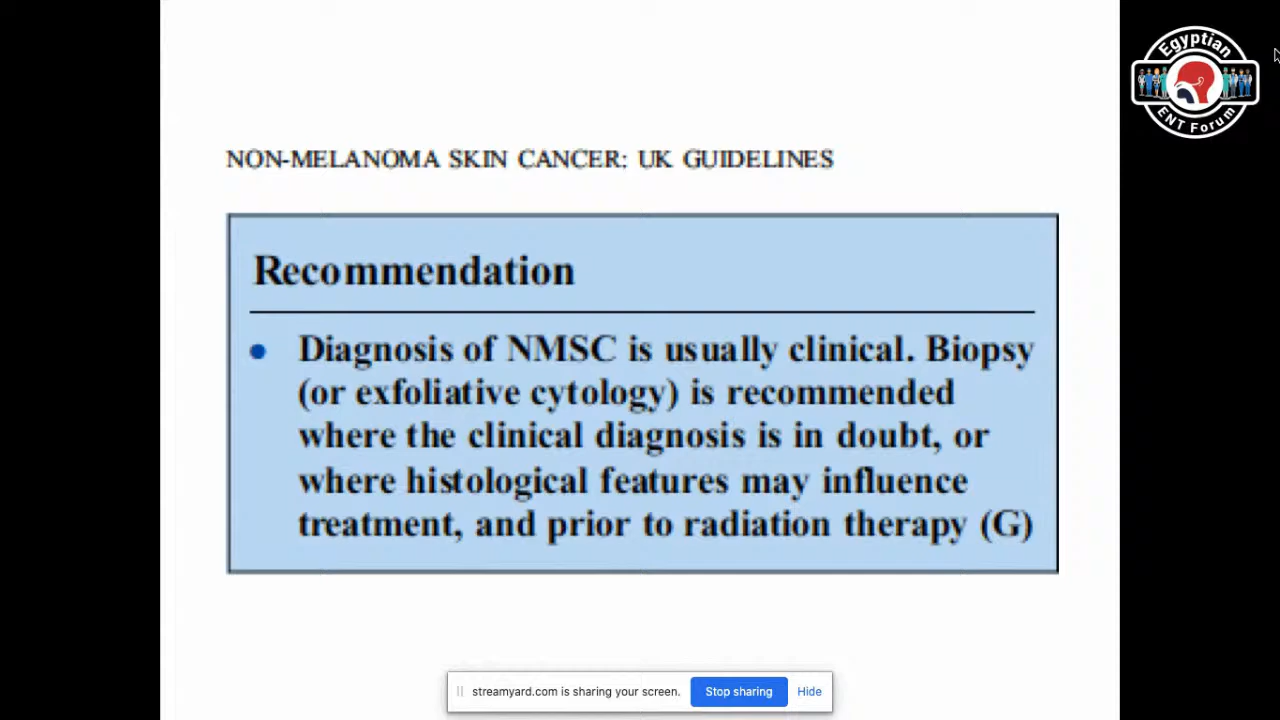 Egyptian
ENT Forum
NON-MELANOMA SKIN CANCER: UK GUIDELINES
Recommendation
● Diagnosis of NMSC is usually clinical. Biopsy
(or exfoliative cytology) is recommended
where the clinical diagnosis is in doubt, or
where histological features may influence
treatment, and prior to radiation therapy (G)
streamyard.com is sharing your screen. Stop sharing Hide